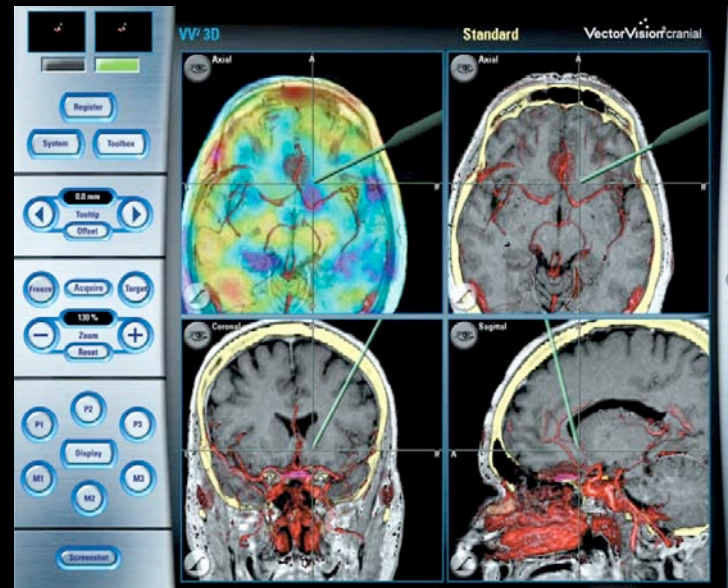 VV² 3D
Standard
VectorVision® cranial
Register
System
Toolbox
0.0 mm
Tooltip
Offset
Freeze
Acquire
Target
130 %
Zoom
Reset
P1
P2
P3
Display
M1
M2
M3
Screenshot
Axial
A
Axial
A
Coronal
Sagittal
A